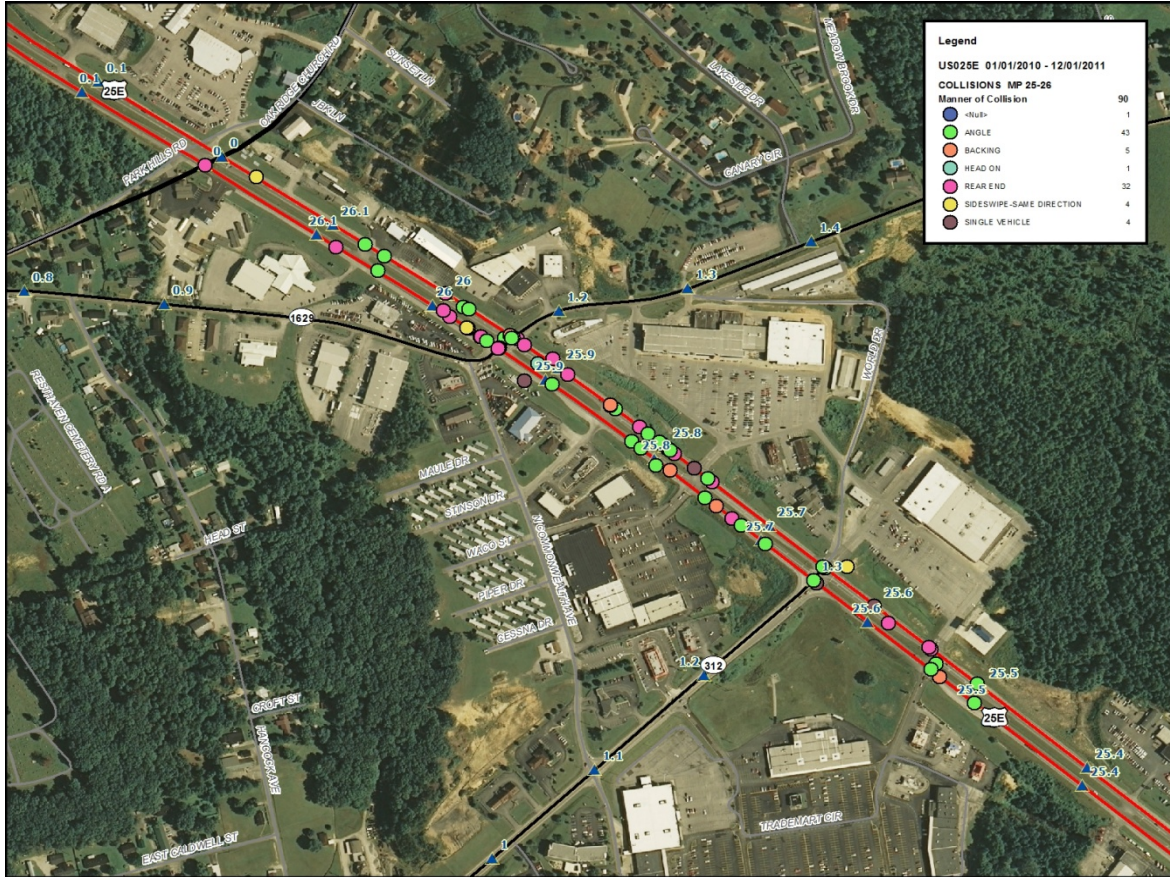 Legend
US025E 01/01/2010 - 12/01/2011
COLLISIONS MP 25-26
Manner of Collision 90
<Null> 1
ANGLE 43
BACKING 5
HEAD ON 1
REAR END 32
SIDESWIPE-SAME DIRECTION 4
SINGLE VEHICLE 4
0.1
0.1
25E
OAK RIDGE CHURCH RD
SUNSET LN
JBK LN
LAKESIDE DR
MEADOW BROOK DR
CANARY CIR
PARK HILLS RD
0
0
26.1
26.1
1.4
1.3
0.8
0.9
26
26
1.2
1629
25.9
25.9
WORLD DR
RESTHAVEN CEMETERY RD A
25.8
25.8
MAULE DR
STINSON DR
N COMMONWEALTH AVE
25.7
25.7
HEAD ST
WACO ST
PIPER DR
1.3
25.6
25.6
CESSNA DR
1.2
312
25.5
25.5
CROFT ST
25E
HYCOCK AVE
1.1
25.4
25.4
TRADEMART CIR
EAST CALDWELL ST
1